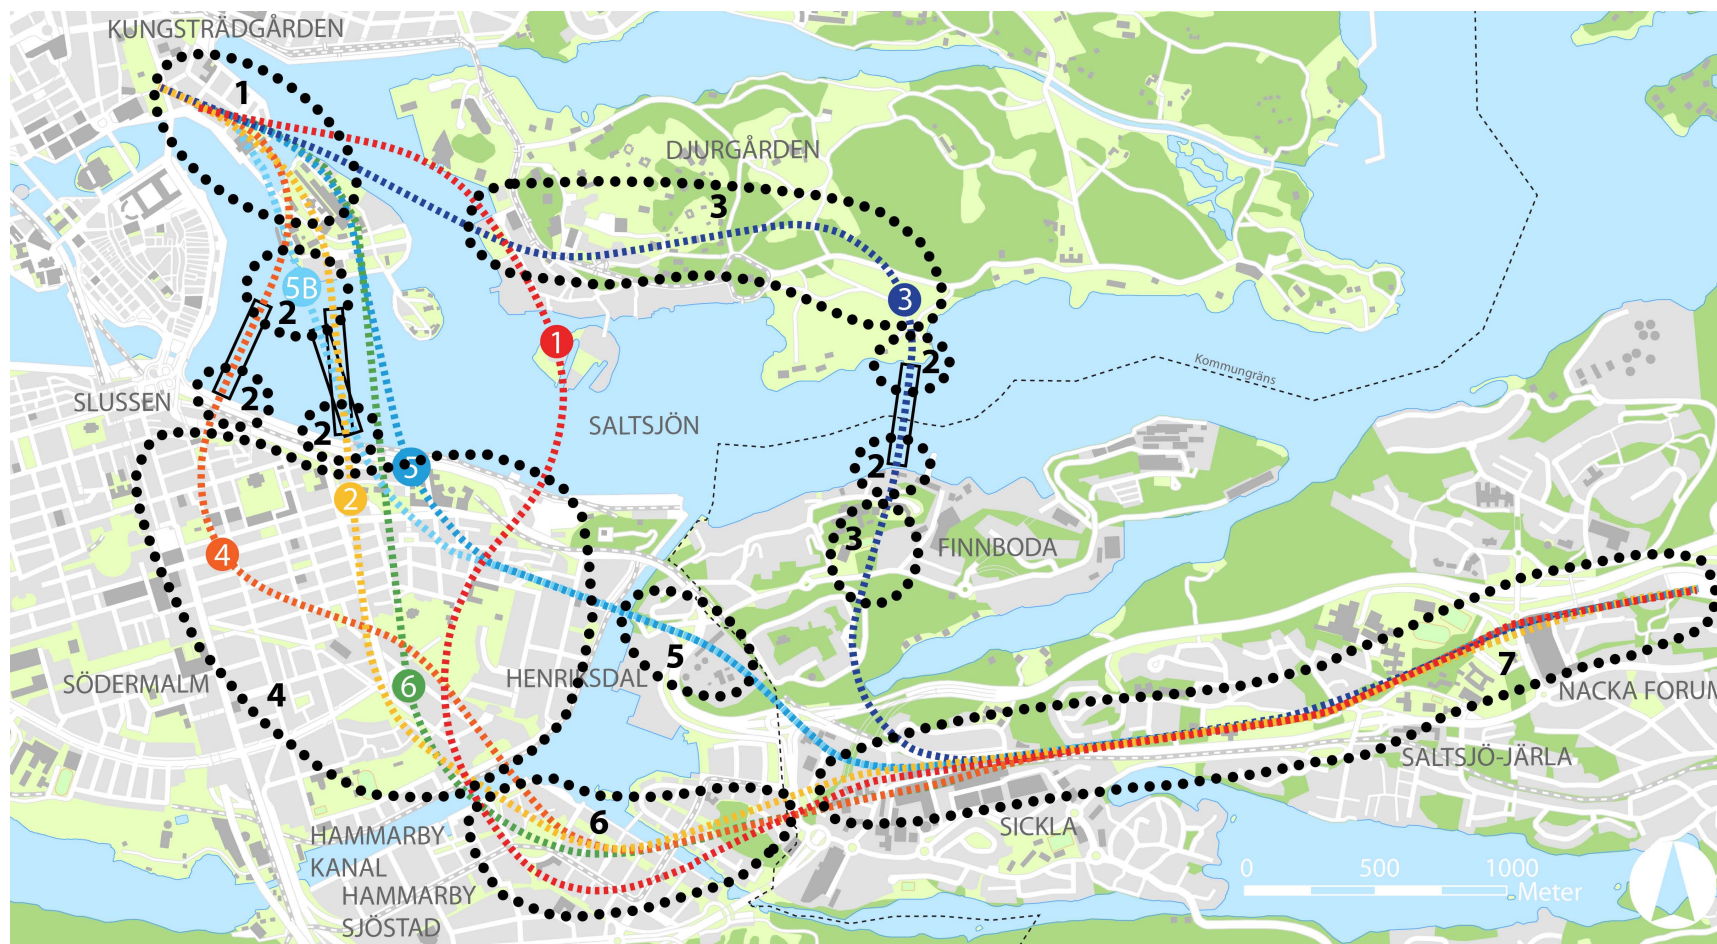 KUNGSTRÄDGÅRDEN
1
DJURGÅRDEN
3
5B
2
3
1
2
Kommungräns
SLUSSEN
2
2
SALTSJÖN
5
2
2
4
3
FINNBODA
6
HENRIKSDAL
5
7
SÖDERMALM
4
NACKA FORUM
SALTSJÖ-JÄRLA
6
SICKLA
HAMMARBY
KANAL
HAMMARBY
SJÖSTAD
0 500 1000
Meter